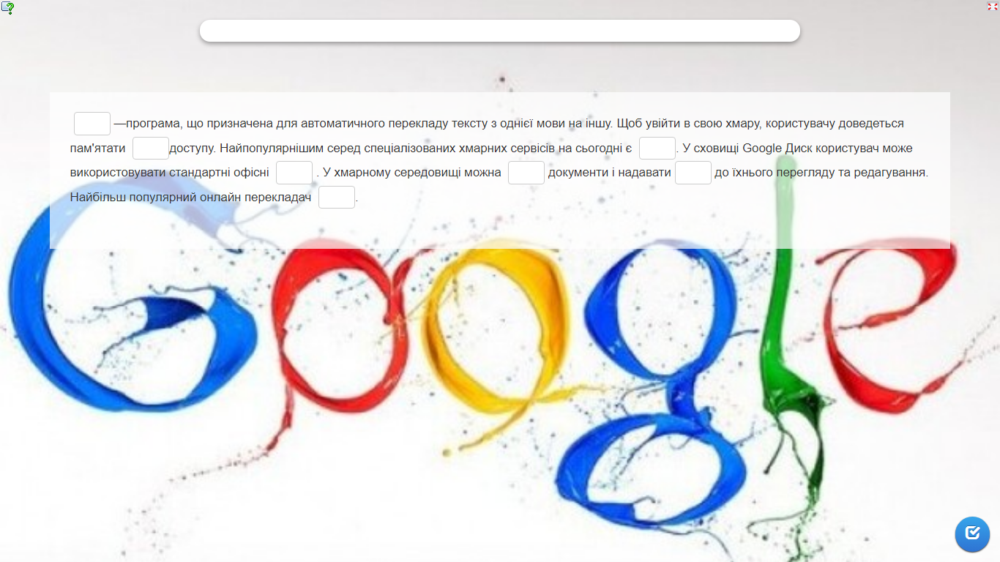 —програма, що призначена для автоматичного перекладу тексту з однієї мови на іншу. Щоб увійти в свою хмару, користувачу доведеться
пам'ятати доступу. Найпопулярнішим серед спеціалізованих хмарних сервісів на сьогодні є . У сховищі Google Диск користувач може
використовувати стандартні офісні . У хмарному середовищі можна документи і надавати до їхнього перегляду та редагування.
Найбільш популярний онлайн перекладач .
Google